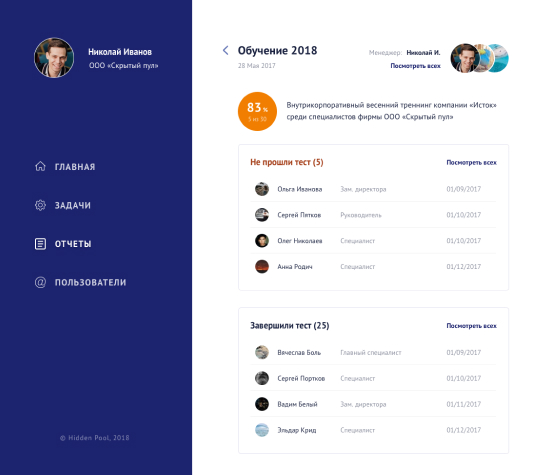 Николай Иванов
ООО «Скрытый пул»
ГЛАВНАЯ
ЗАДАЧИ
ОТЧЕТЫ
@ ПОЛЬЗОВАТЕЛИ
© Hidden Pool, 2018
Обучение 2018
28 Мая 2017
Менеджер: Николай И.
Посмотреть всех
83 %
5 из 30
Внутрикорпоративный весенний треннинг компании «Исток»
среди специалистов фирмы ООО «Скрытый пул»
Не прошли тест (5) Посмотреть всех
Ольга Иванова Зам. директора 01/09/2017
Сергей Пятков Руководитель 01/10/2017
Олег Николаев Специалист 01/10/2017
Анна Родич Специалист 01/12/2017
Завершили тест (25) Посмотреть всех
Вячеслав Боль Главный специалист 01/09/2017
Сергей Портков Специалист 01/10/2017
Вадим Белый Зам. директора 01/11/2017
Эльдар Крид Специалист 01/12/2017